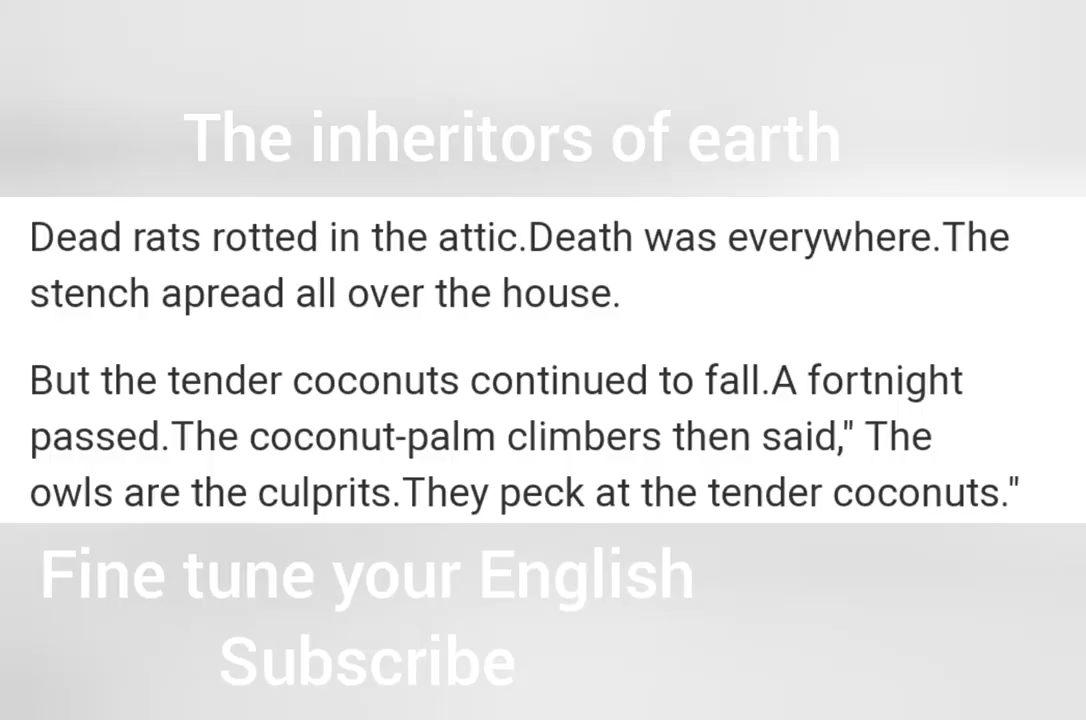 The inheritors of earth
Dead rats rotted in the attic.Death was everywhere.The
stench apread all over the house.
But the tender coconuts continued to fall.A fortnight
passed.The coconut-palm climbers then said," The
owls are the culprits.They peck at the tender coconuts."
Fine tune your English
Subscribe